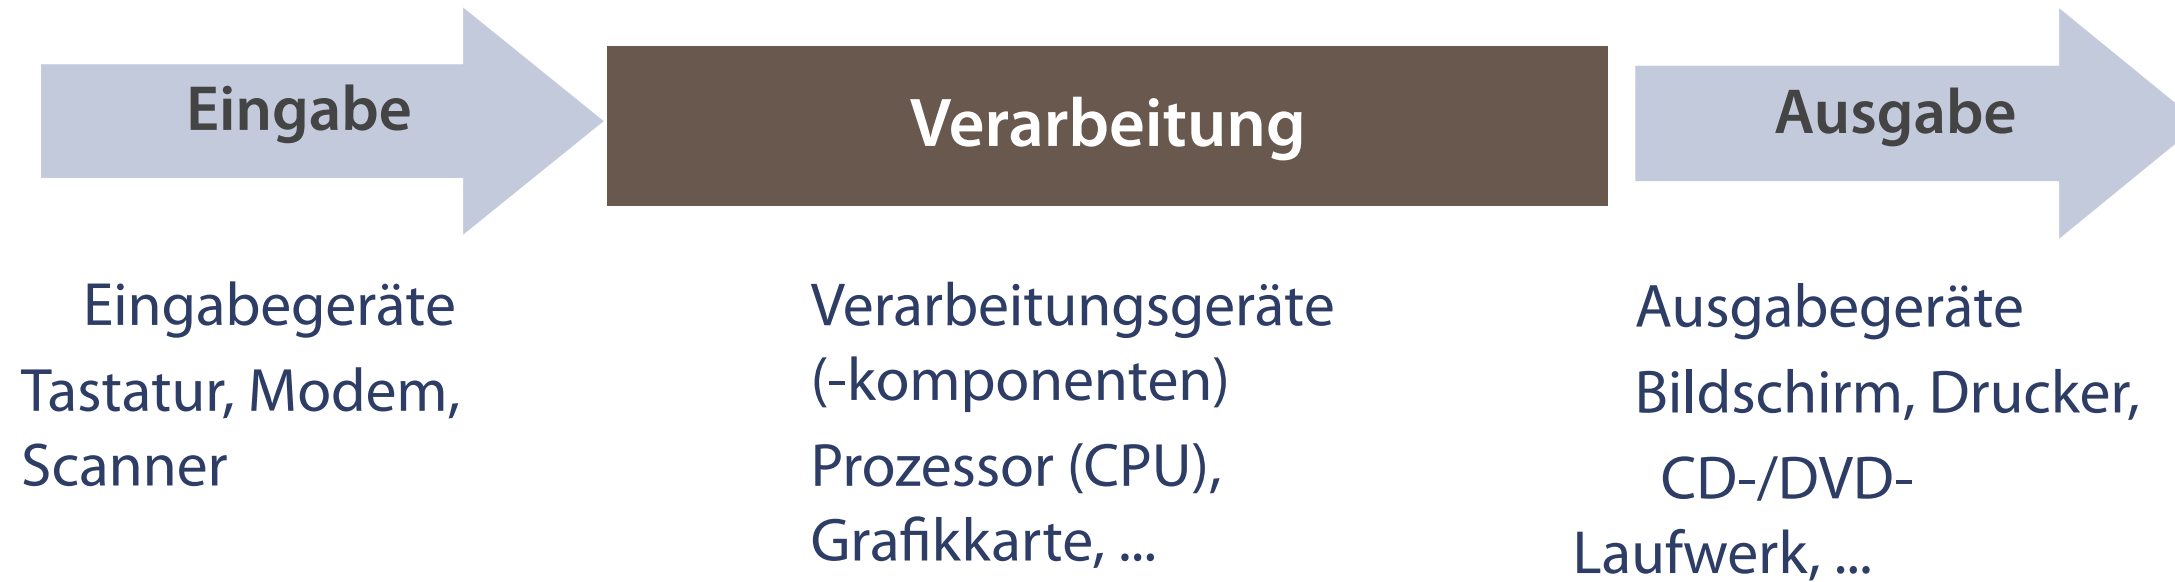 Eingabe
Verarbeitung
Ausgabe
Eingabegeräte
Tastatur, Modem,
Scanner
Verarbeitungsgeräte
(-komponenten)
Prozessor (CPU),
Grafikkarte, ...
Ausgabegeräte
Bildschirm, Drucker,
CD-/DVD-
Laufwerk, ...